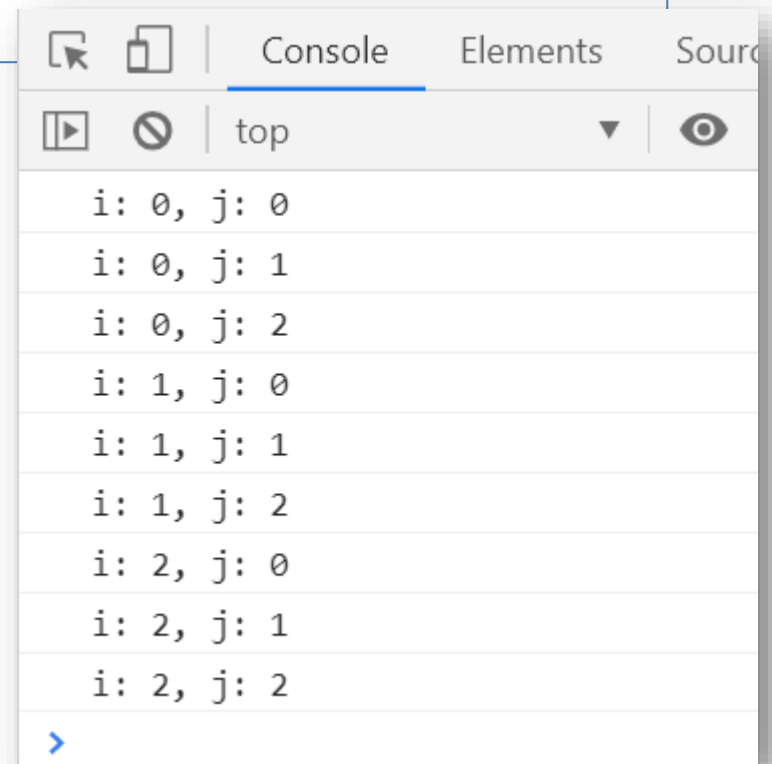 Console Elements
top
i: 0, j: 0
i: 0, j: 1
i: 0, j: 2
i: 1, j: 0
i: 1, j: 1
i: 1, j: 2
i: 2, j: 0
i: 2, j: 1
i: 2, j: 2